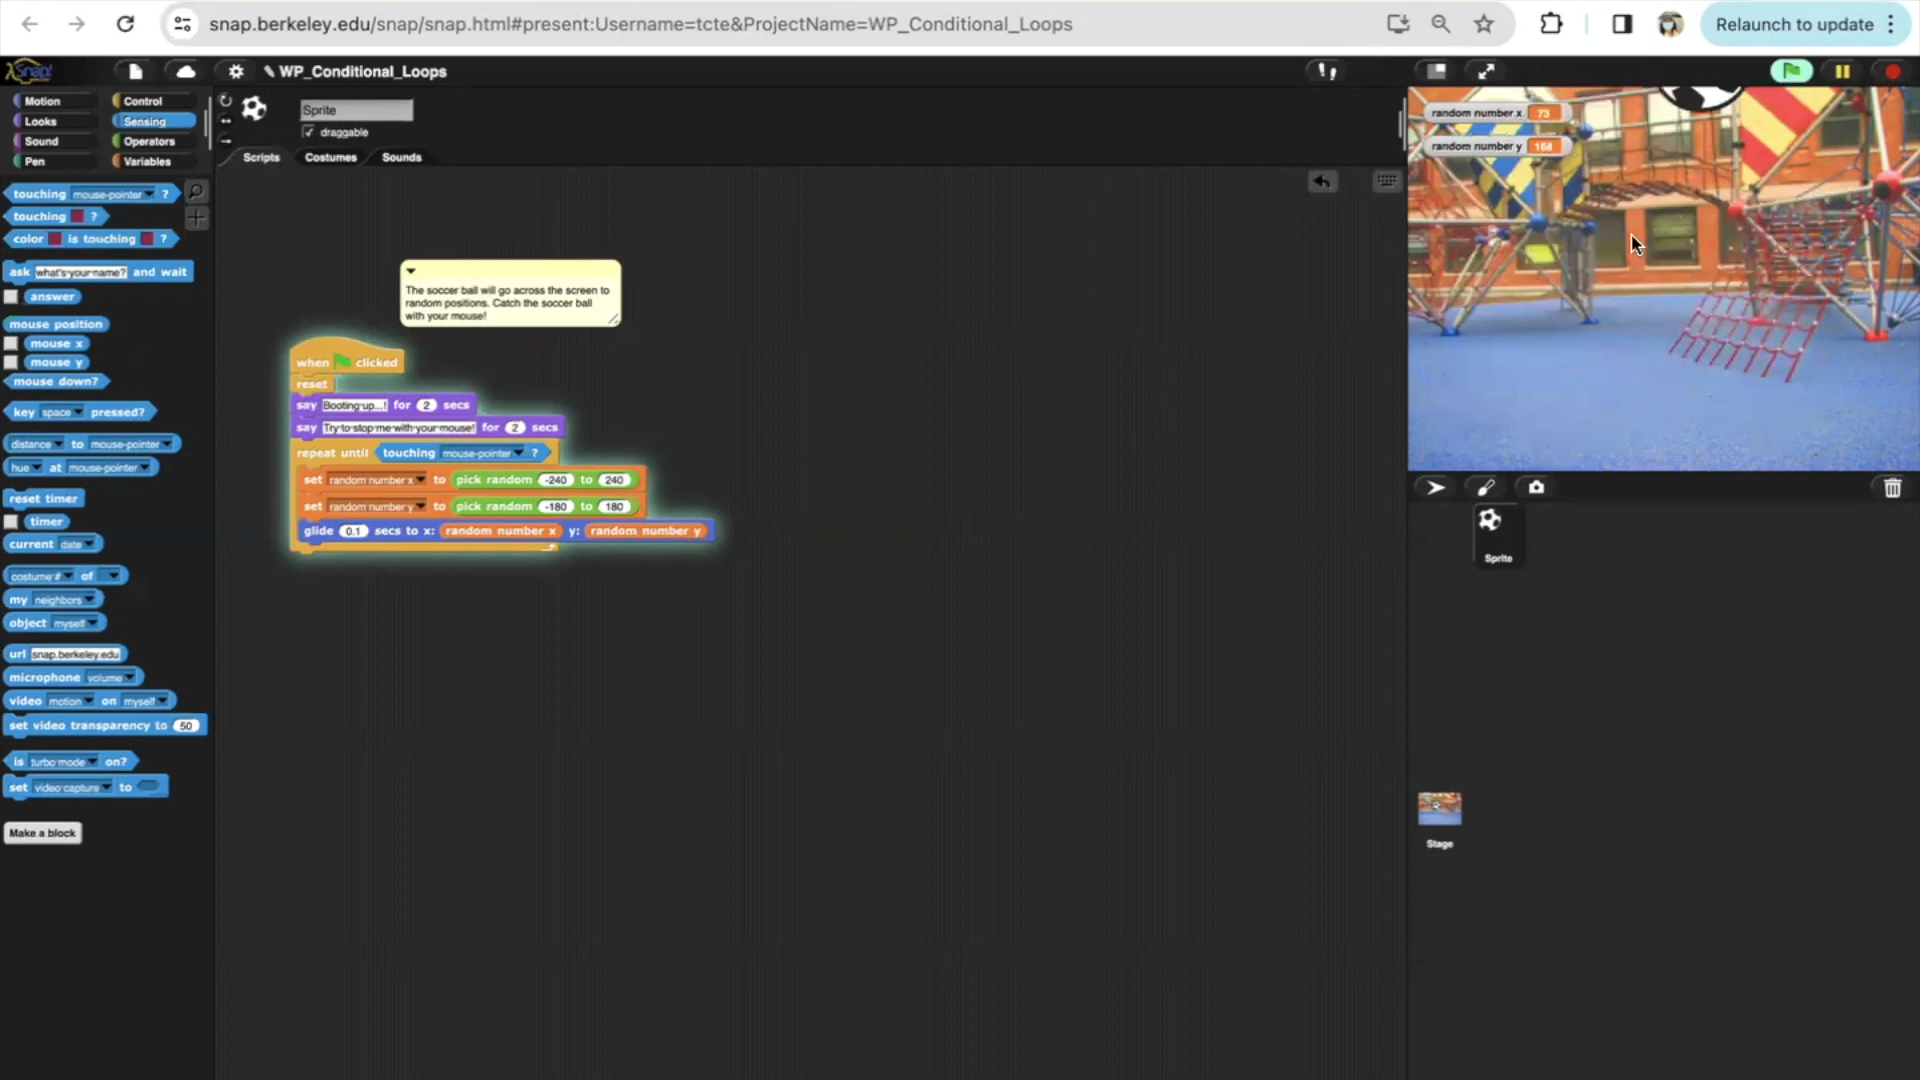 snap.berkeley.edu/snap/snap.html#present:Username=tcte&ProjectName=WP_Conditional_Loops
Relaunch to update
Snap!
WP_Conditional_Loops
Motion
Control
Looks
Sensing
Sound
Operators
Pen
Variables
Sprite
draggable
Scripts
Costumes
Sounds
touching mouse-pointer ?
touching ?
color is touching ?
ask what's your name? and wait
answer
mouse position
mouse x
mouse y
mouse down?
key space pressed?
distance to mouse-pointer
hue at mouse-pointer
reset timer
timer
current date
costume # of
my neighbors
object myself
url snap.berkeley.edu
microphone volume
video motion on myself
set video transparency to 50
is turbo mode on?
set video capture to
Make a block
The soccer ball will go across the screen to
random positions. Catch the soccer ball
with your mouse!
when clicked
reset
say Booting up...! for 2 secs
say Try to stop me with your mouse! for 2 secs
repeat until touching mouse-pointer ?
set random number x to pick random -240 to 240
set random number y to pick random -180 to 180
glide 0.1 secs to x: random number x y: random number y
random number x 73
random number y 168
Sprite
Stage